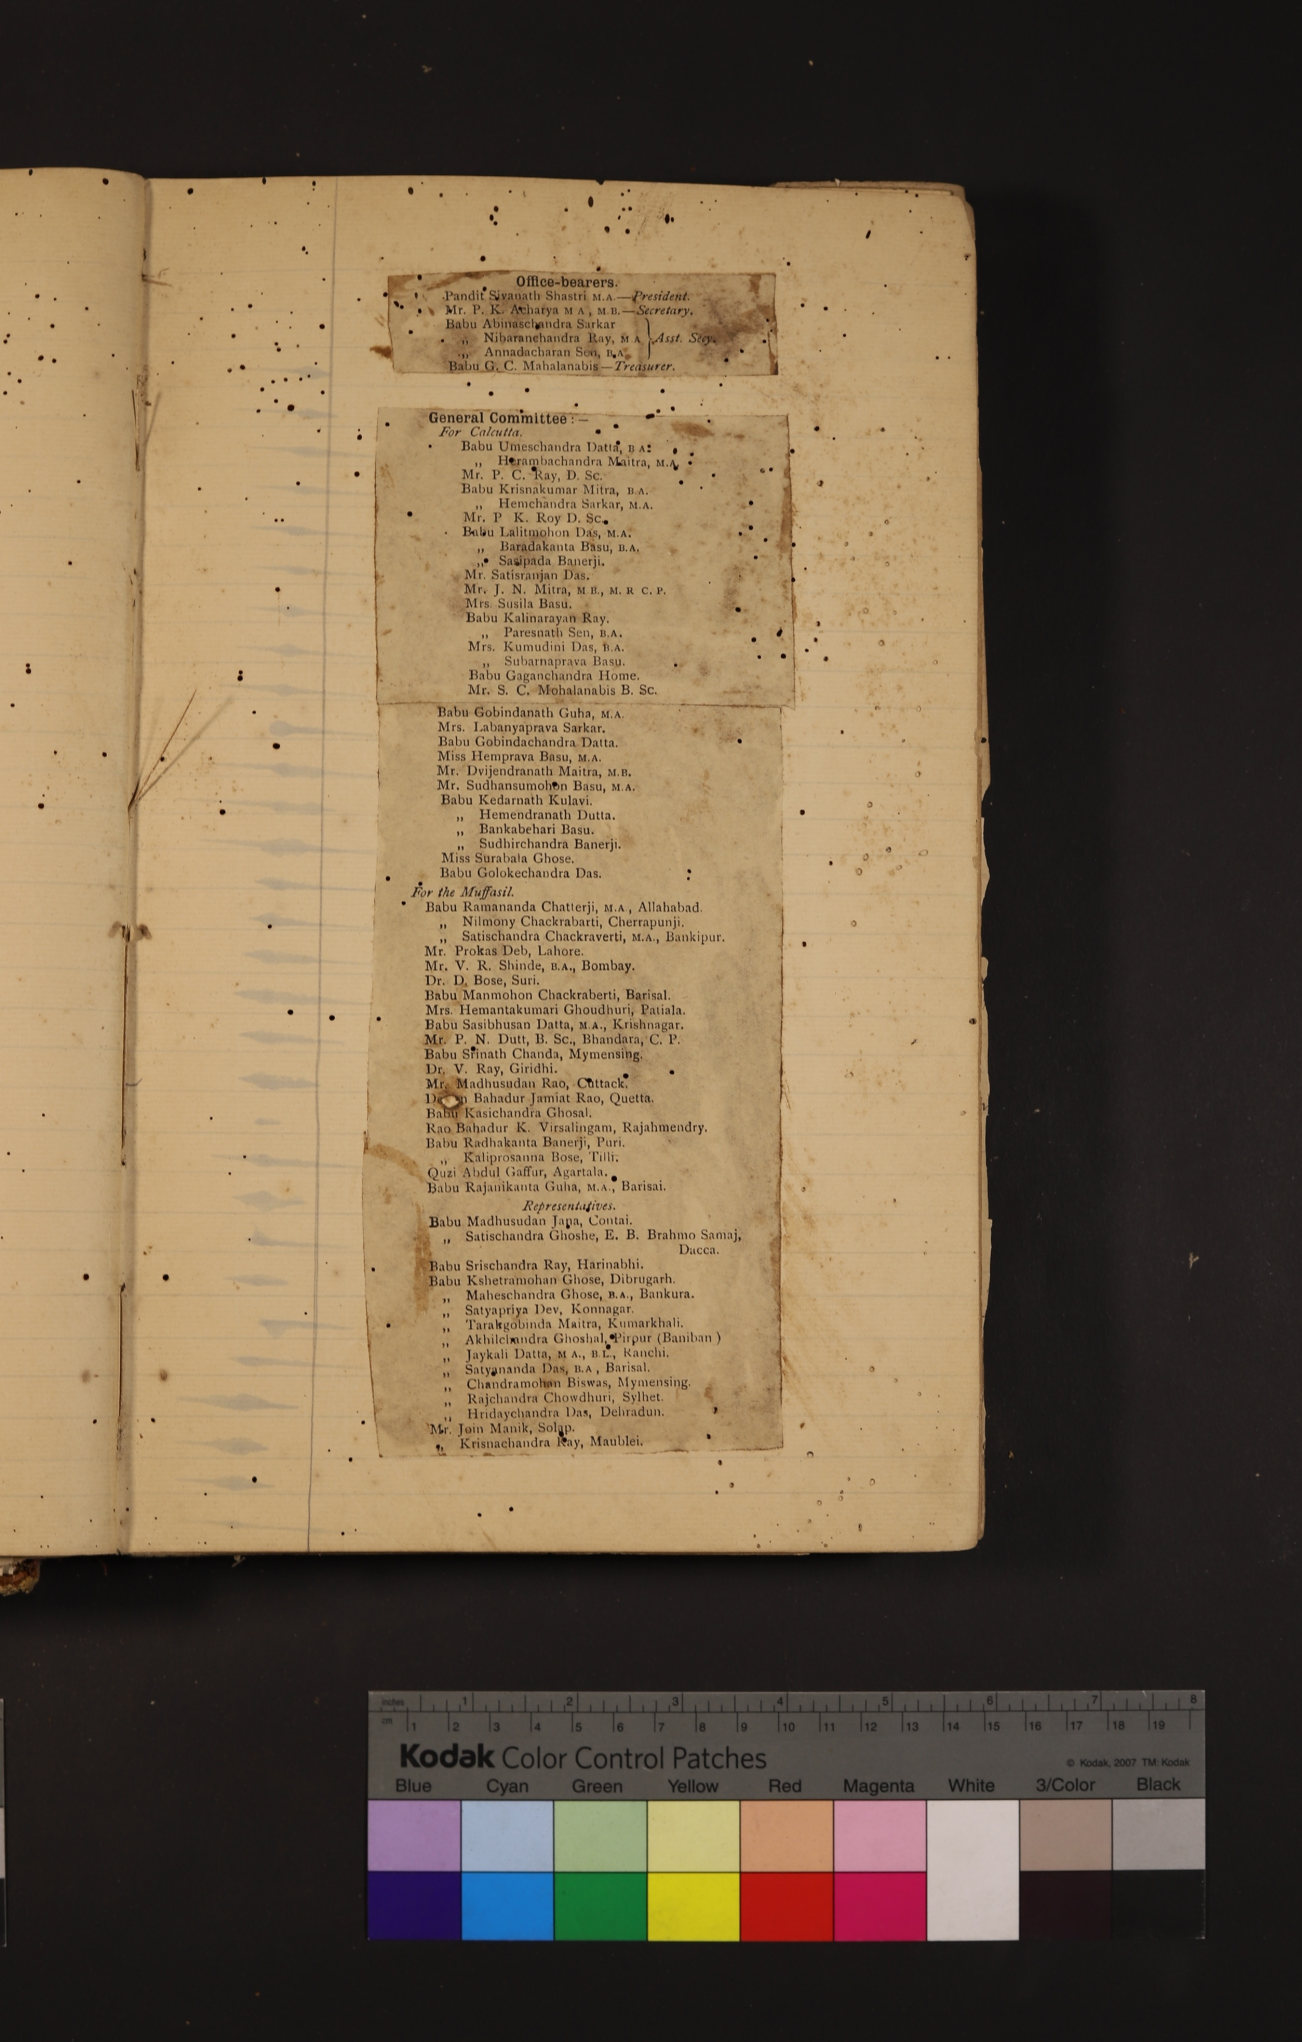 Office-bearers.
Pandit Sivanath Shastri M.A.—President.
Mr. P. K. Acharya M A, M.B.—Secretary.
Babu Abinaschandra Sarkar
„ Nibaranchandra Ray, M A } Asst. Secy.
„ Annadacharan Sen, B.A.
Babu G. C. Mahalanabis—Treasurer.
General Committee :—
For Calcutta.
Babu Umeschandra Datta, B A.
„ Herambachandra Maitra, M.A.
Mr. P. C. Ray, D. Sc.
Babu Krisnakumar Mitra, B.A.
„ Hemchandra Sarkar, M.A.
Mr. P K. Roy D. Sc.
Babu Lalitmohon Das, M.A.
„ Baradakanta Basu, B.A.
„ Sasipada Banerji.
Mr. Satisranjan Das.
Mr. J. N. Mitra, M B., M. R C. P.
Mrs. Susila Basu.
Babu Kalinarayan Ray.
„ Paresnath Sen, B.A.
Mrs. Kumudini Das, B.A.
„ Subarnaprava Basu.
Babu Gaganchandra Home.
Mr. S. C. Mohalanabis B. Sc.
Babu Gobindanath Guha, M.A.
Mrs. Labanyaprava Sarkar.
Babu Gobindachandra Datta.
Miss Hemprava Basu, M.A.
Mr. Dvijendranath Maitra, M.B.
Mr. Sudhansumohon Basu, M.A.
Babu Kedarnath Kulavi.
„ Hemendranath Dutta.
„ Bankabehari Basu.
„ Sudhirchandra Banerji.
Miss Surabala Ghose.
Babu Golokechandra Das.
For the Muffasil.
Babu Ramananda Chatterji, M.A., Allahabad.
„ Nilmony Chackrabarti, Cherrapunji.
„ Satischandra Chackraverti, M.A., Bankipur.
Mr. Prokas Deb, Lahore.
Mr. V. R. Shinde, B.A., Bombay.
Dr. D. Bose, Suri.
Babu Manmohon Chackraberti, Barisal.
Mrs. Hemantakumari Ghoudhuri, Patiala.
Babu Sasibhusan Datta, M.A., Krishnagar.
Mr. P. N. Dutt, B. Sc., Bhandara, C. P.
Babu Srinath Chanda, Mymensing.
Dr. V. Ray, Giridhi.
Mr. Madhusudan Rao, Cuttack.
Bahadur Jamiat Rao, Quetta.
Babu Kasichandra Ghosal.
Rao Bahadur K. Virsalingam, Rajahmendry.
Babu Radhakanta Banerji, Puri.
„ Kaliprosanna Bose, Tilli.
Quzi Abdul Gaffur, Agartala.
Babu Rajanikanta Guha, M.A., Barisai.
Representatives.
Babu Madhusudan Jana, Contai.
„ Satischandra Ghoshe, E. B. Brahmo Samaj,
Dacca.
Babu Srischandra Ray, Harinabhi.
Babu Kshetramohan Ghose, Dibrugarh.
„ Maheschandra Ghose, B.A., Bankura.
„ Satyapriya Dev, Konnagar.
„ Tarakgobinda Maitra, Kumarkhali.
„ Akhilchandra Ghoshal, Pirpur (Baniban )
„ Jaykali Datta, M A., B.L., Ranchi.
„ Satyananda Das, B.A , Barisal.
„ Chandramohan Biswas, Mymensing.
„ Rajchandra Chowdhuri, Sylhet.
„ Hridaychandra Das, Dehradun.
Mr. Join Manik, Solap.
„ Krisnachandra Ray, Maublei.
inches 1 2 3 4 5 6 7 8
cm 1 2 3 4 5 6 7 8 9 10 11 12 13 14 15 16 17 18 19
Kodak Color Control Patches © Kodak, 2007 TM: Kodak
Blue Cyan Green Yellow Red Magenta White 3/Color Black